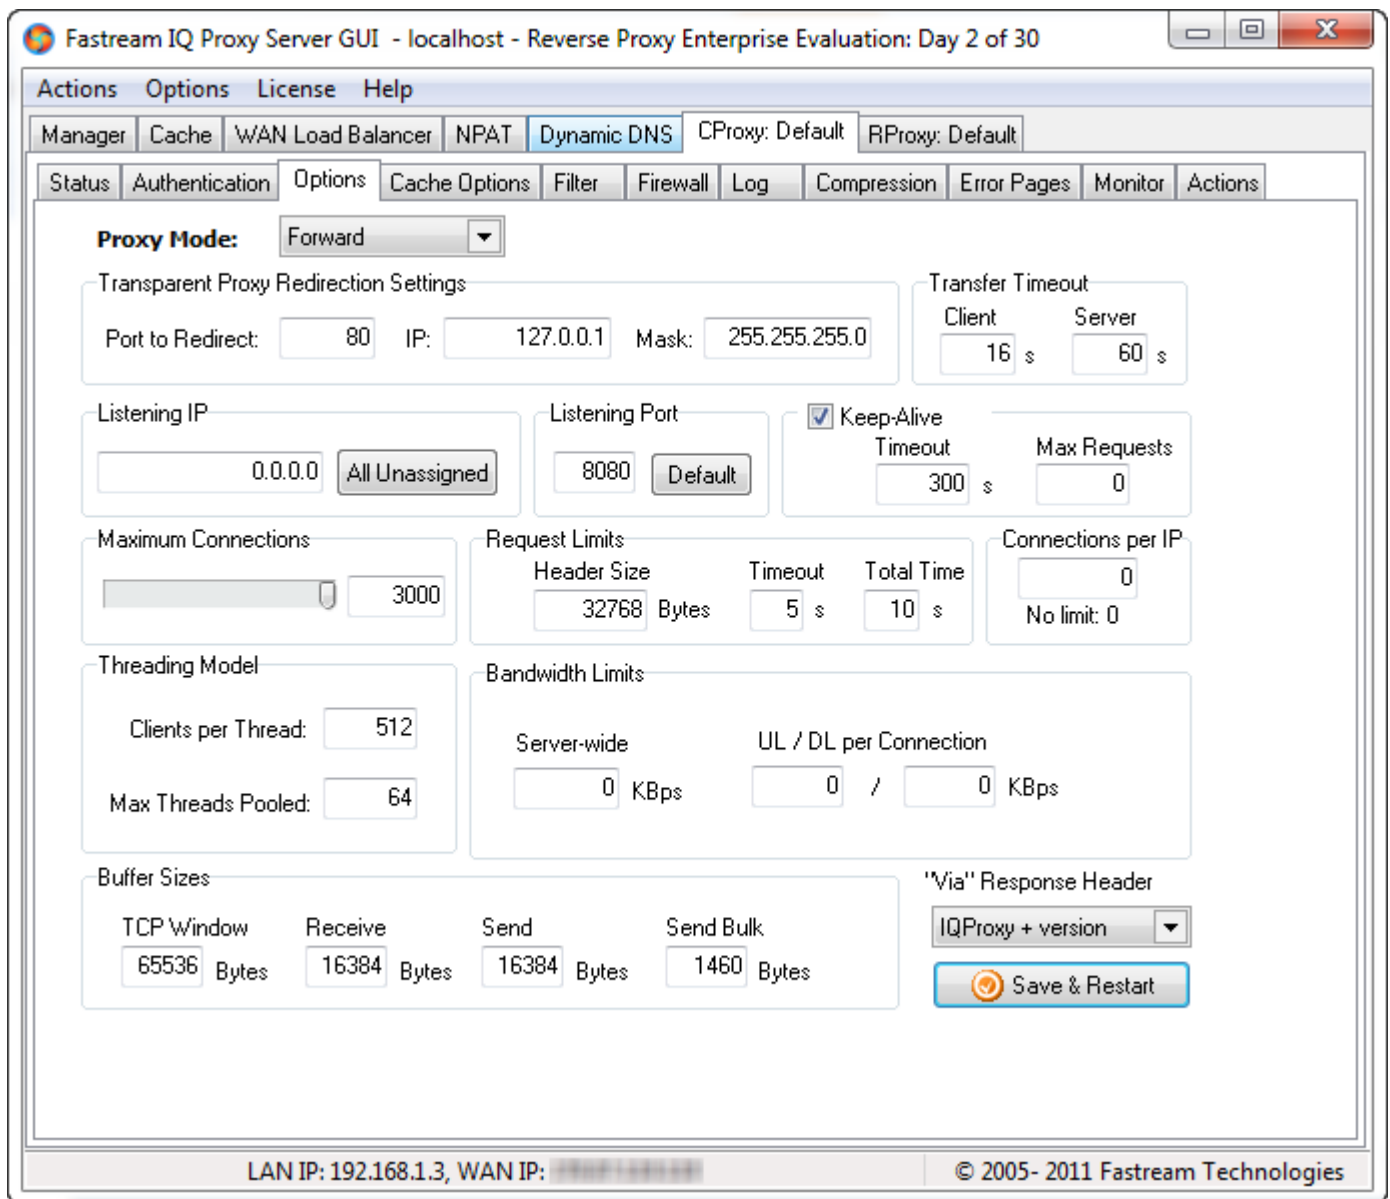 Fastream IQ Proxy Server GUI - localhost - Reverse Proxy Enterprise Evaluation: Day 2 of 30
Actions Options License Help
Manager Cache WAN Load Balancer NPAT Dynamic DNS CProxy: Default RProxy: Default
Status Authentication Options Cache Options Filter Firewall Log Compression Error Pages Monitor Actions
Proxy Mode: Forward
Transparent Proxy Redirection Settings
Port to Redirect: 80 IP: 127.0.0.1 Mask: 255.255.255.0
Transfer Timeout
Client Server
16 s 60 s
Listening IP
0.0.0.0 All Unassigned
Listening Port
8080 Default
Keep-Alive
Timeout Max Requests
300 s 0
Maximum Connections
3000
Request Limits
Header Size Timeout Total Time
32768 Bytes 5 s 10 s
Connections per IP
0
No limit: 0
Threading Model
Clients per Thread: 512
Max Threads Pooled: 64
Bandwidth Limits
Server-wide UL / DL per Connection
0 KBps 0 / 0 KBps
Buffer Sizes
TCP Window Receive Send Send Bulk
65536 Bytes 16384 Bytes 16384 Bytes 1460 Bytes
"Via" Response Header
IQProxy + version
Save & Restart
LAN IP: 192.168.1.3, WAN IP:
© 2005- 2011 Fastream Technologies